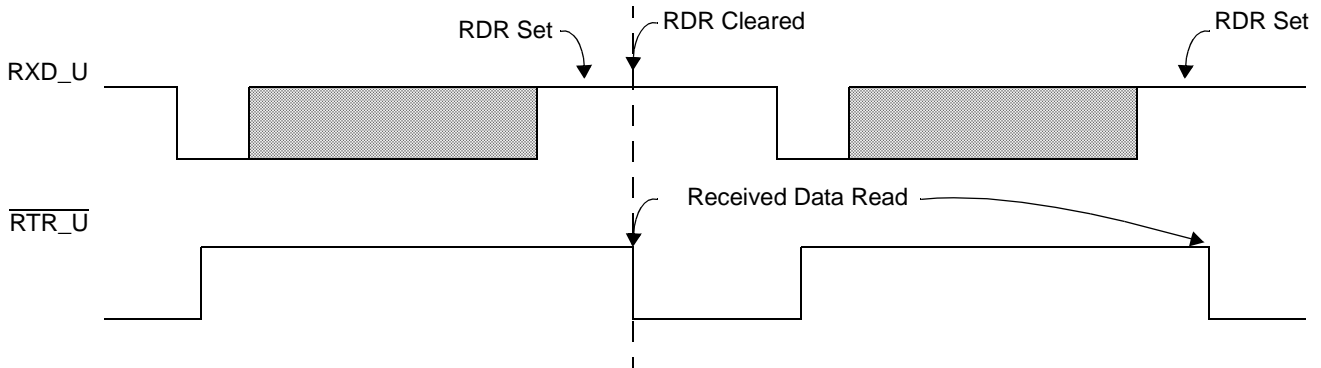 RDR Set
RDR Cleared
RDR Set
RXD_U
Received Data Read
RTR_U